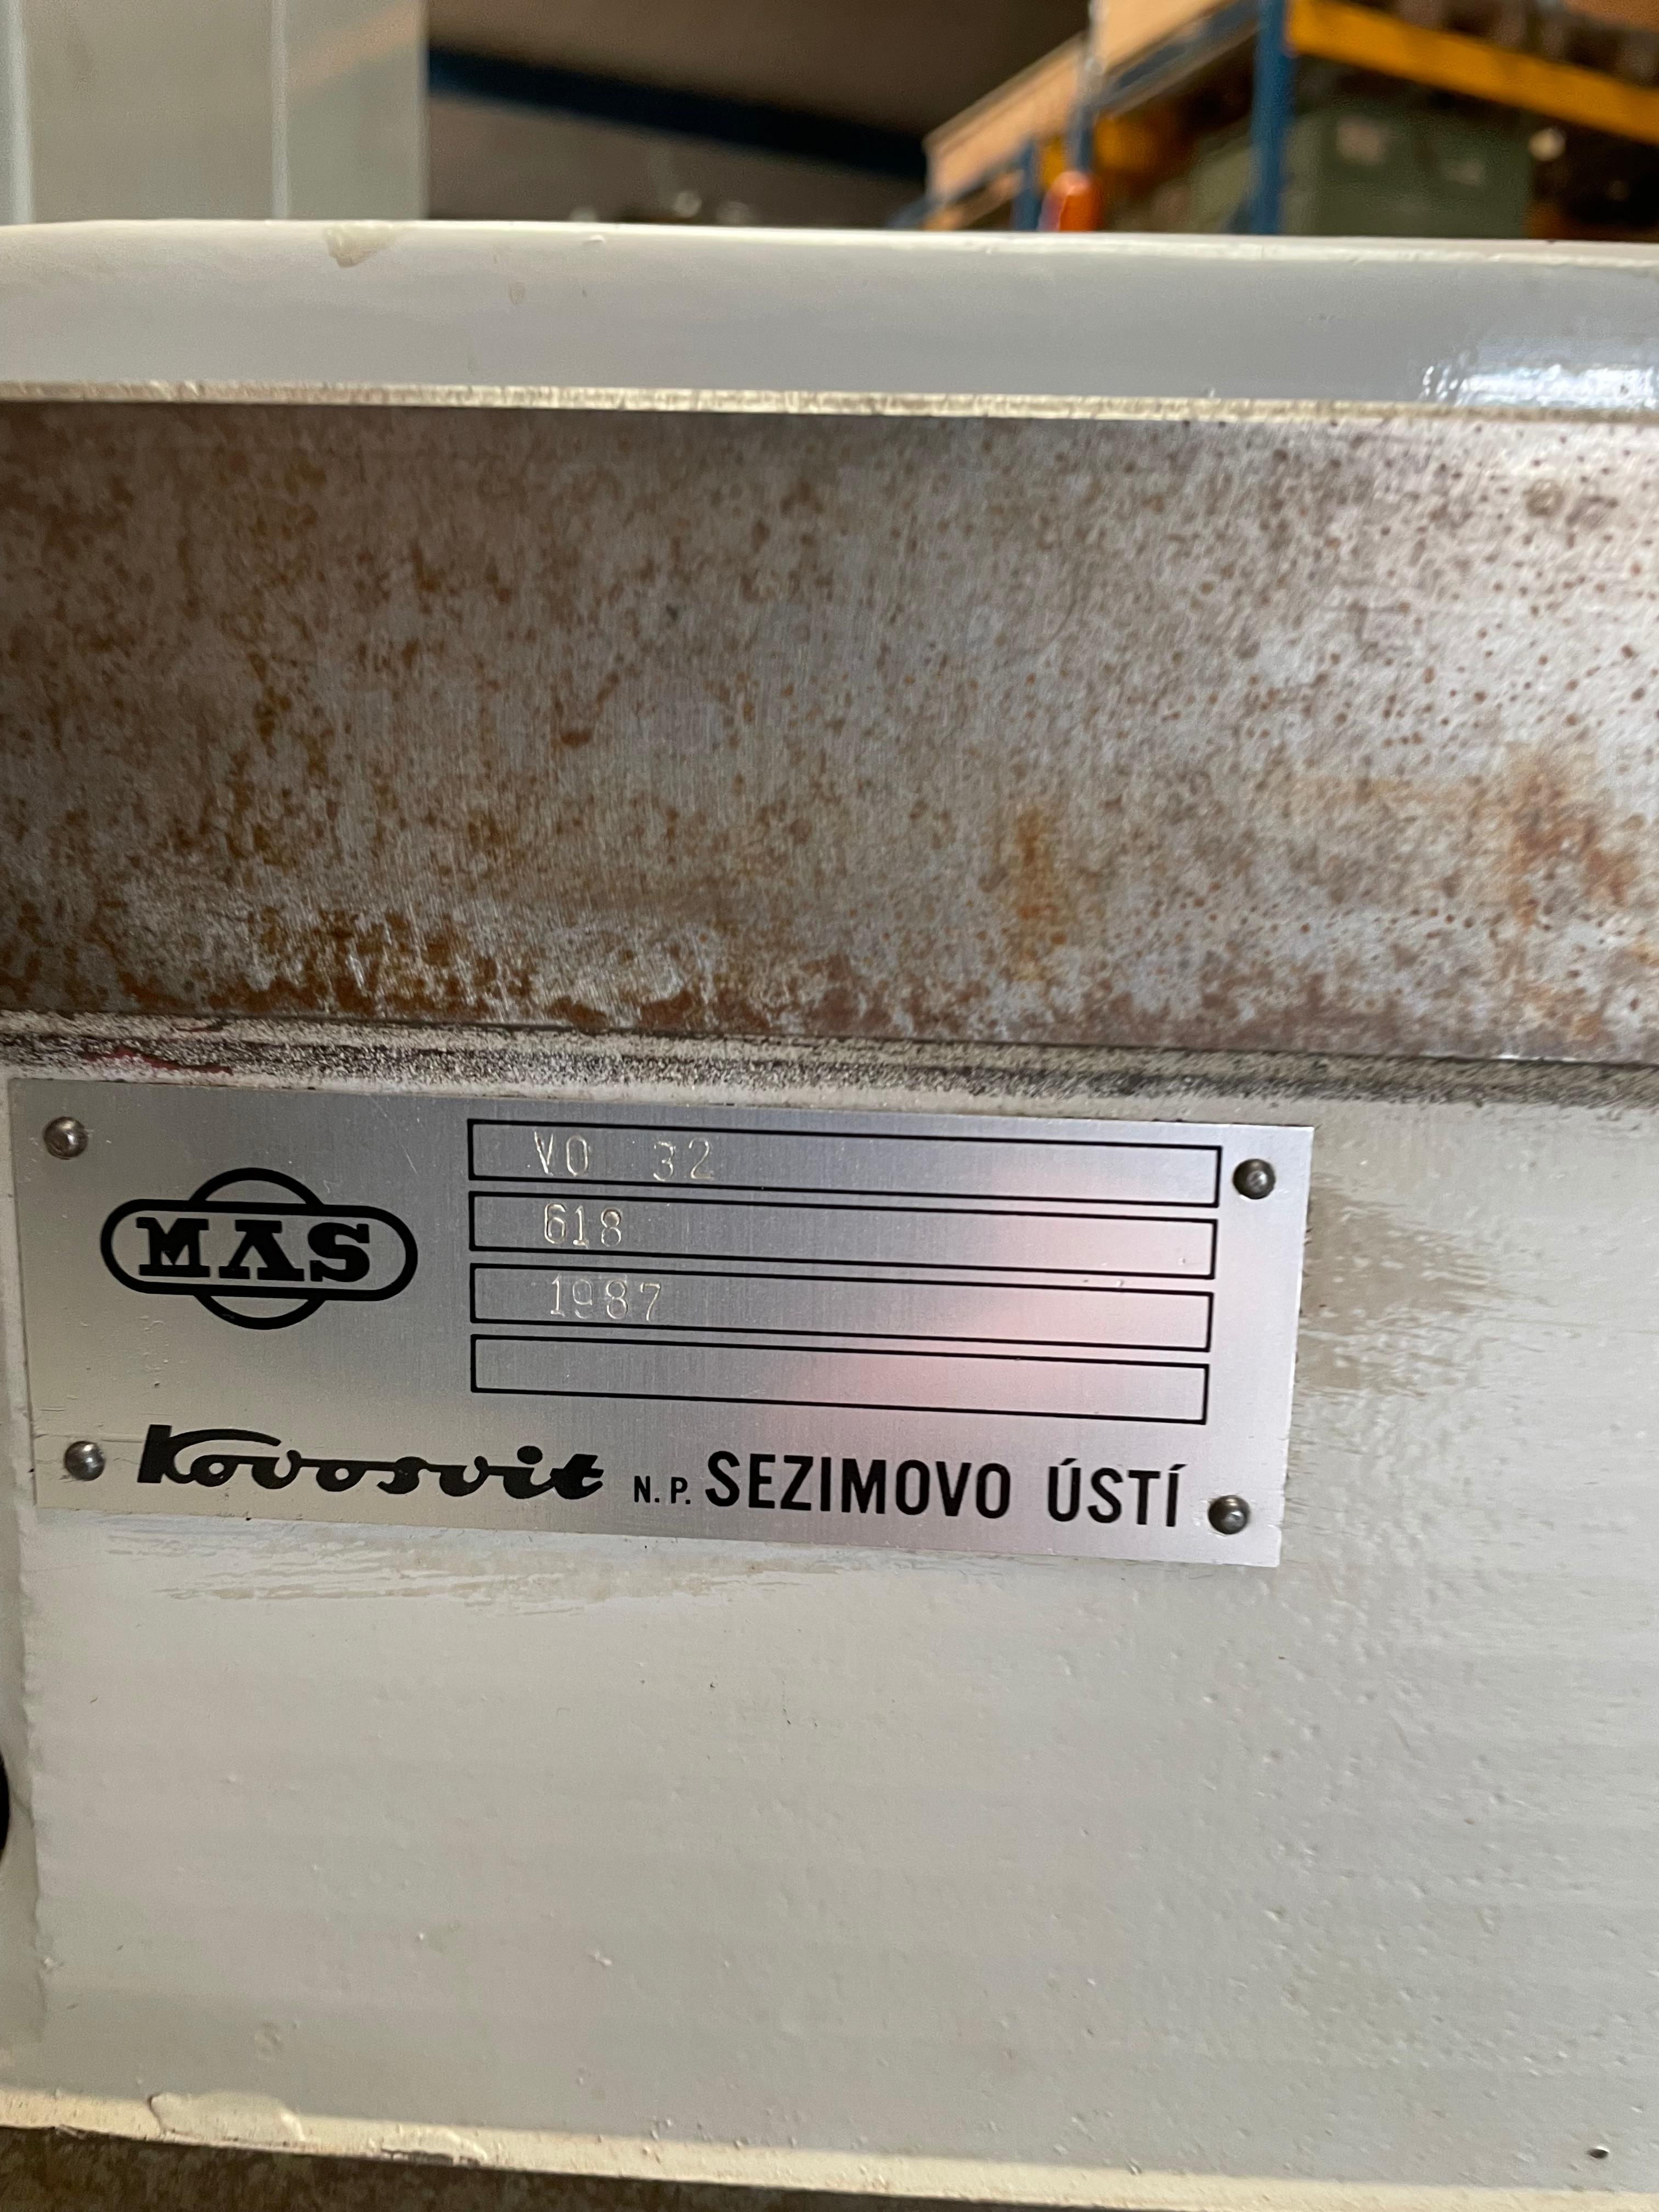 MAS
VO 32
618
1987
Kovosvit N.P. SEZIMOVO ÚSTÍ